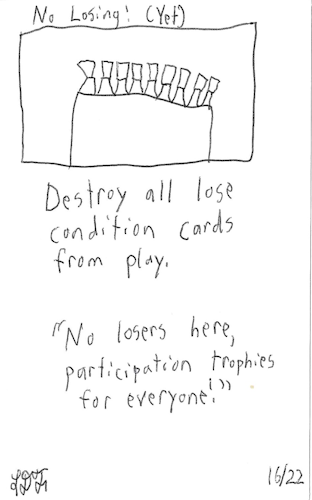 No Losing! (Yet)
Destroy all lose
condition cards
from play.
"No losers here,
participation trophies
for everyone!"
16/22